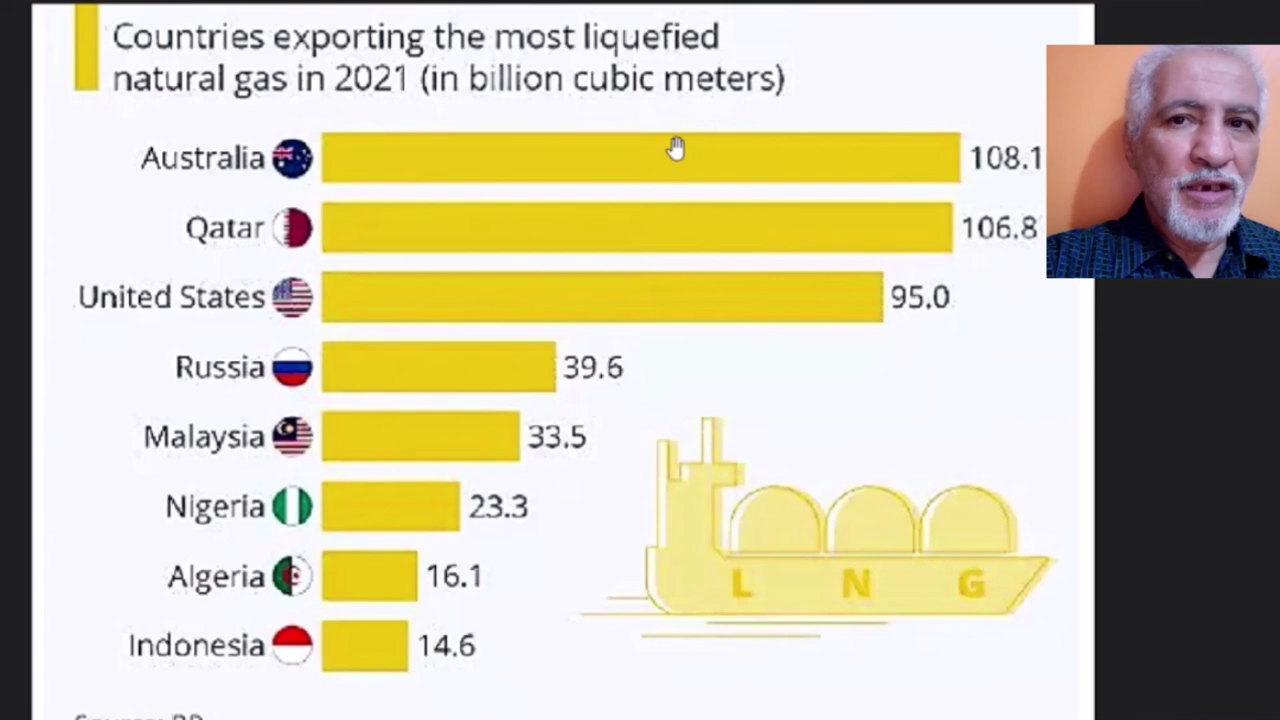 Countries exporting the most liquefied
natural gas in 2021 (in billion cubic meters)
Australia 108.1
Qatar 106.8
United States 95.0
Russia 39.6
Malaysia 33.5
Nigeria 23.3
Algeria 16.1
Indonesia 14.6
L N G